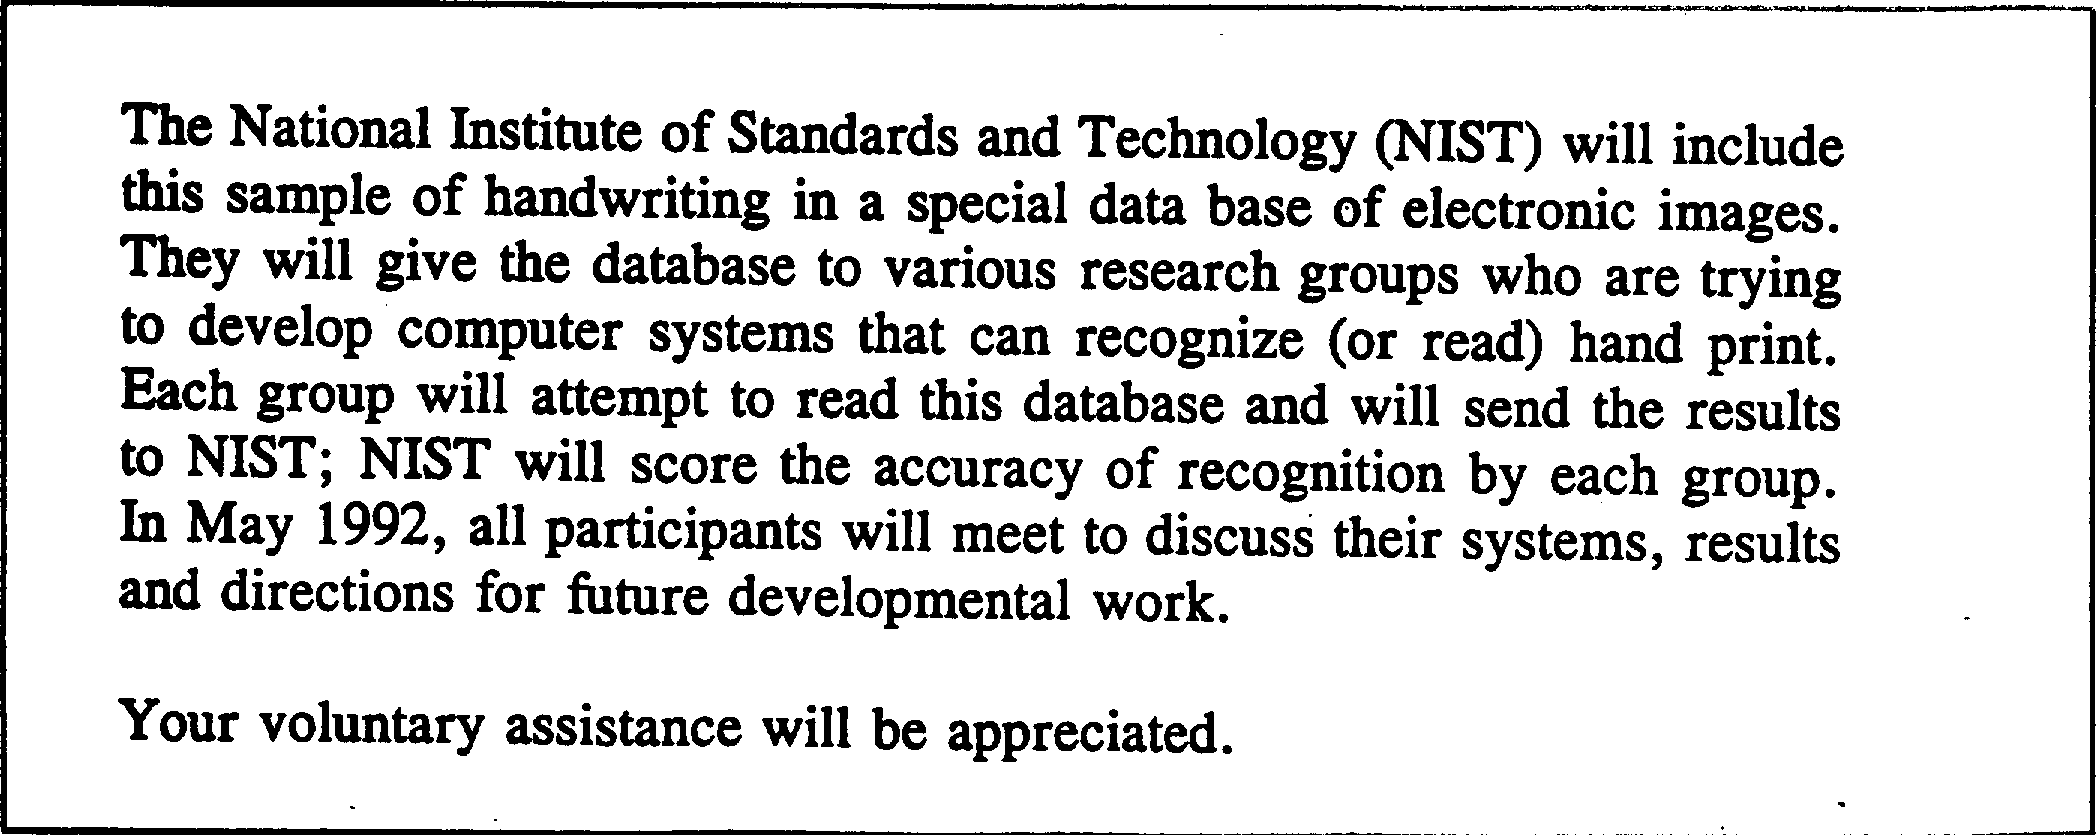 The National Institute of Standards and Technology (NIST) will include
this sample of handwriting in a special data base of electronic images.
They will give the database to various research groups who are trying
to develop computer systems that can recognize (or read) hand print.
Each group will attempt to read this database and will send the results
to NIST; NIST will score the accuracy of recognition by each group.
In May 1992, all participants will meet to discuss their systems, results
and directions for future developmental work.
Your voluntary assistance will be appreciated.